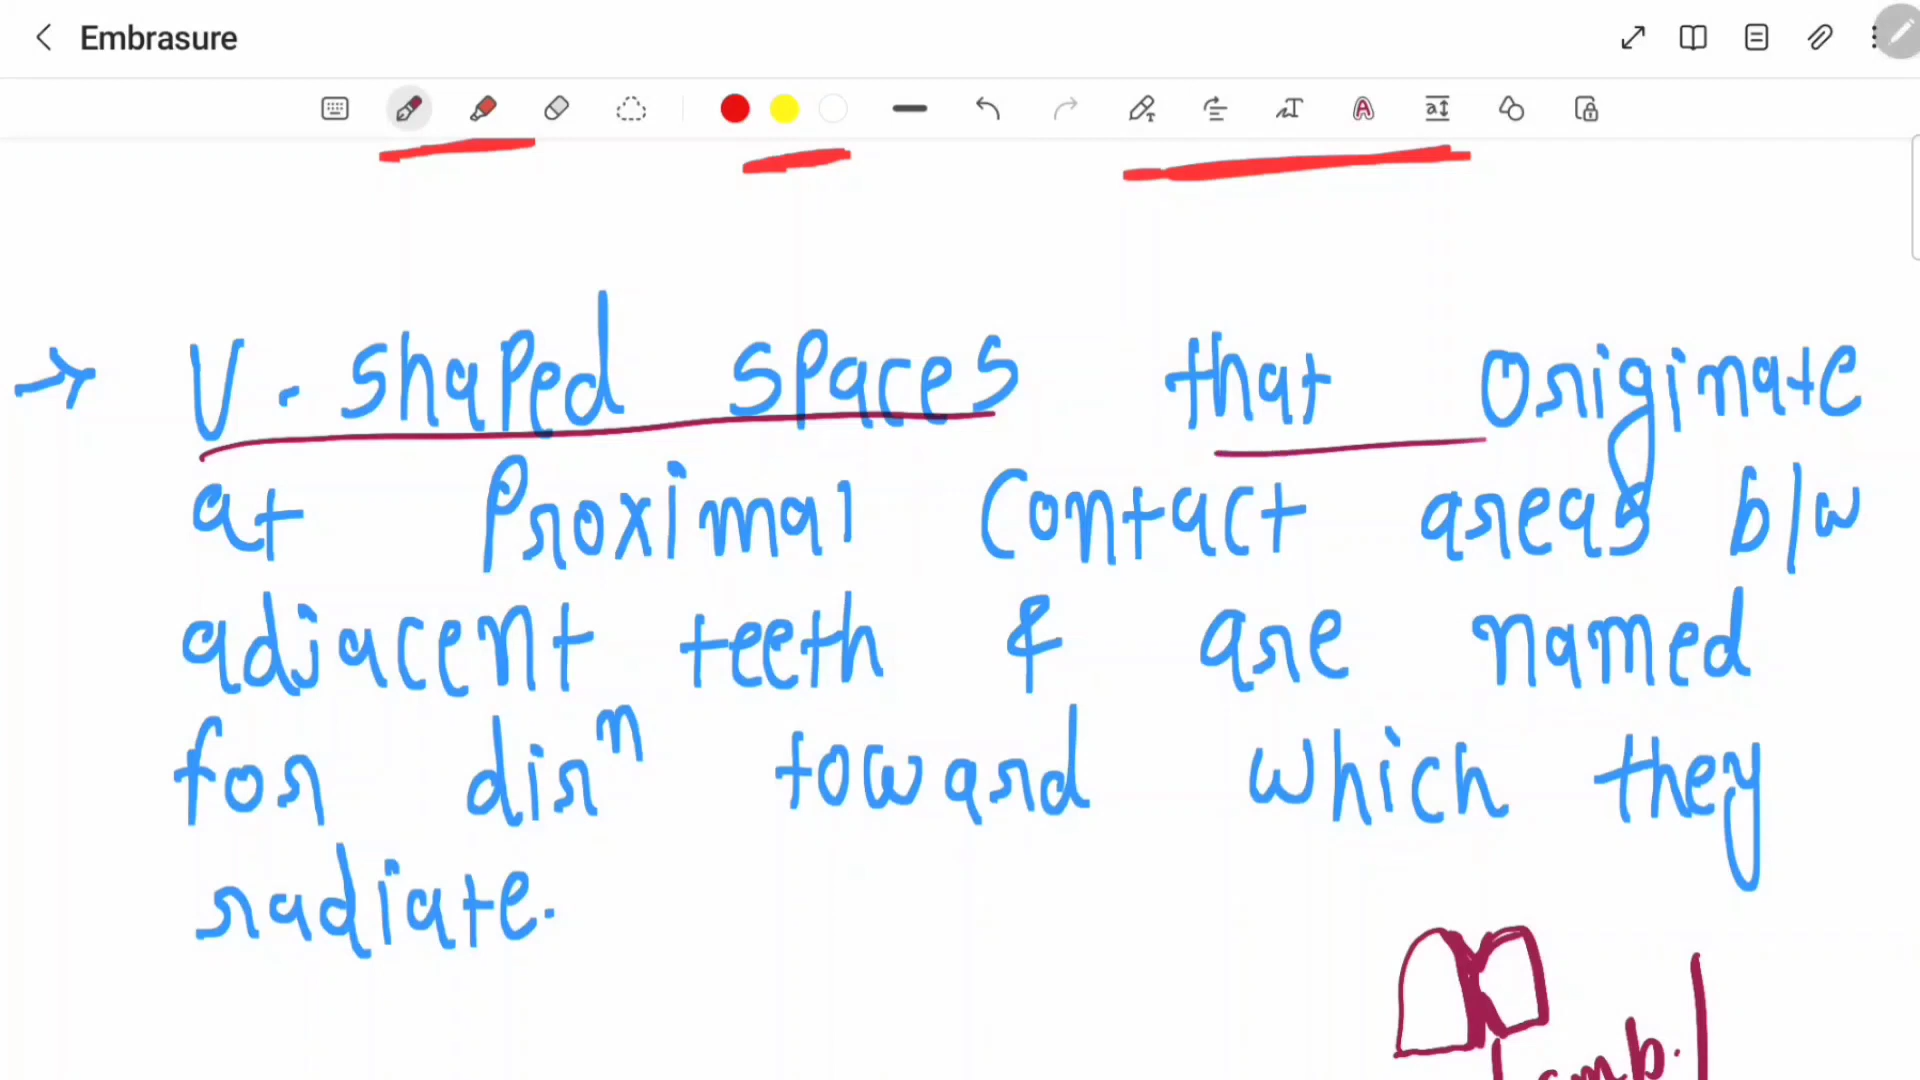 Embrasure
→ V-shaped spaces that originate
at Proximal Contact areas b/w
adjacent teeth & are named
for dirⁿ toward which they
radiate.
emb.